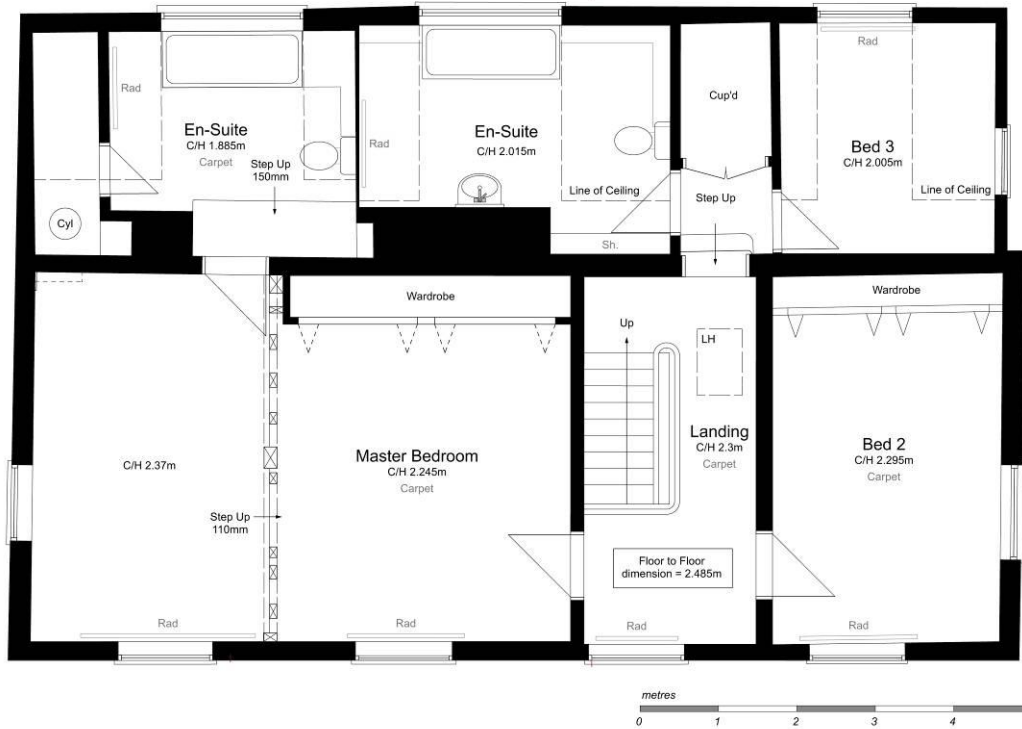 Rad
En-Suite
C/H 1.885m
Carpet
Step Up
150mm
Cyl
Rad
En-Suite
C/H 2.015m
Line of Ceiling
Sh.
Cup'd
Step Up
Rad
Bed 3
C/H 2.005m
Line of Ceiling
Wardrobe
Up
LH
Wardrobe
C/H 2.37m
Step Up
110mm
Master Bedroom
C/H 2.245m
Carpet
Landing
C/H 2.3m
Carpet
Bed 2
C/H 2.295m
Carpet
Floor to Floor
dimension = 2.485m
Rad
Rad
Rad
Rad
metres
0 1 2 3 4